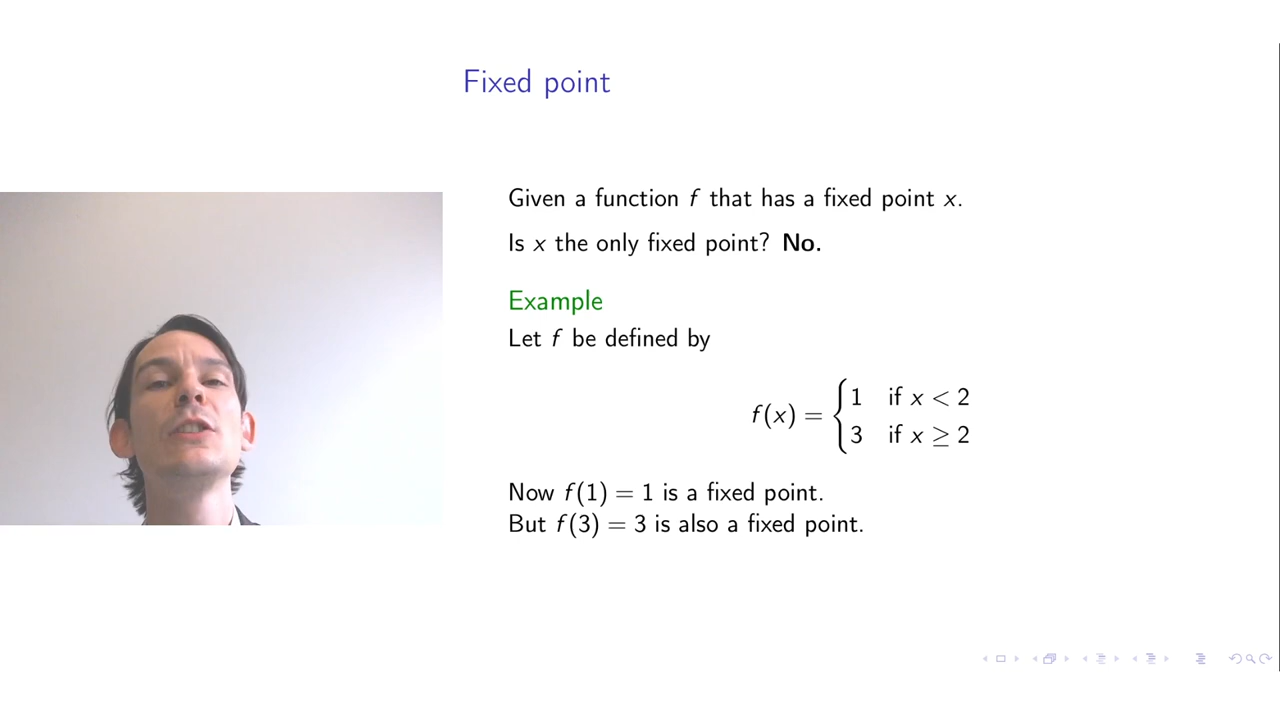 Fixed point
Given a function f that has a fixed point x.
Is x the only fixed point? No.
Example
Let f be defined by
f(x) = { 1 if x < 2
3 if x ≥ 2
Now f(1) = 1 is a fixed point.
But f(3) = 3 is also a fixed point.